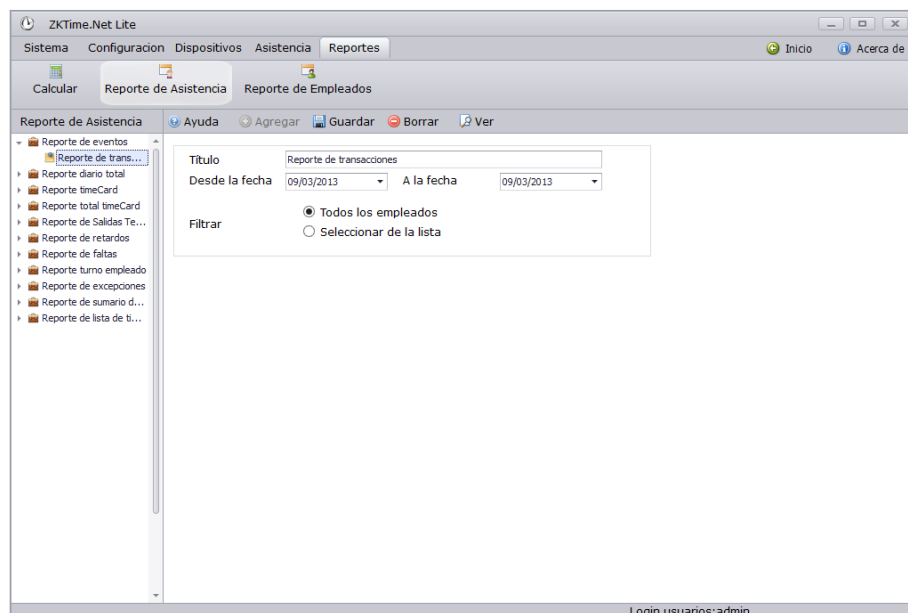 ZKTime.Net Lite
Sistema Configuracion Dispositivos Asistencia Reportes Inicio Acerca de
Calcular Reporte de Asistencia Reporte de Empleados
Reporte de Asistencia Ayuda Agregar Guardar Borrar Ver
Reporte de eventos
Reporte de trans...
Reporte diario total
Reporte timeCard
Reporte total timeCard
Reporte de Salidas Te...
Reporte de retardos
Reporte de faltas
Reporte turno empleado
Reporte de excepciones
Reporte de sumario d...
Reporte de lista de ti...
Título Reporte de transacciones
Desde la fecha 09/03/2013 A la fecha 09/03/2013
Filtrar
Todos los empleados
Seleccionar de la lista
Login usuarios:admin